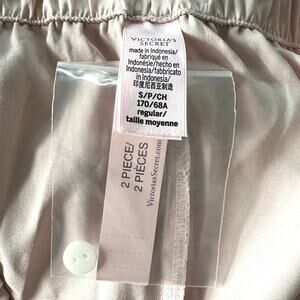 VICTORIA'S
SECRET
made in Indonesia/
fabriqué en
Indonésie/hecho en
Indonesia/fabricato
in Indonesia/
印度尼西亚制造
S/P/CH
170/68A
regular/
taille moyenne
2 PIECE/
2 PIÈCES
VictoriasSecret.com